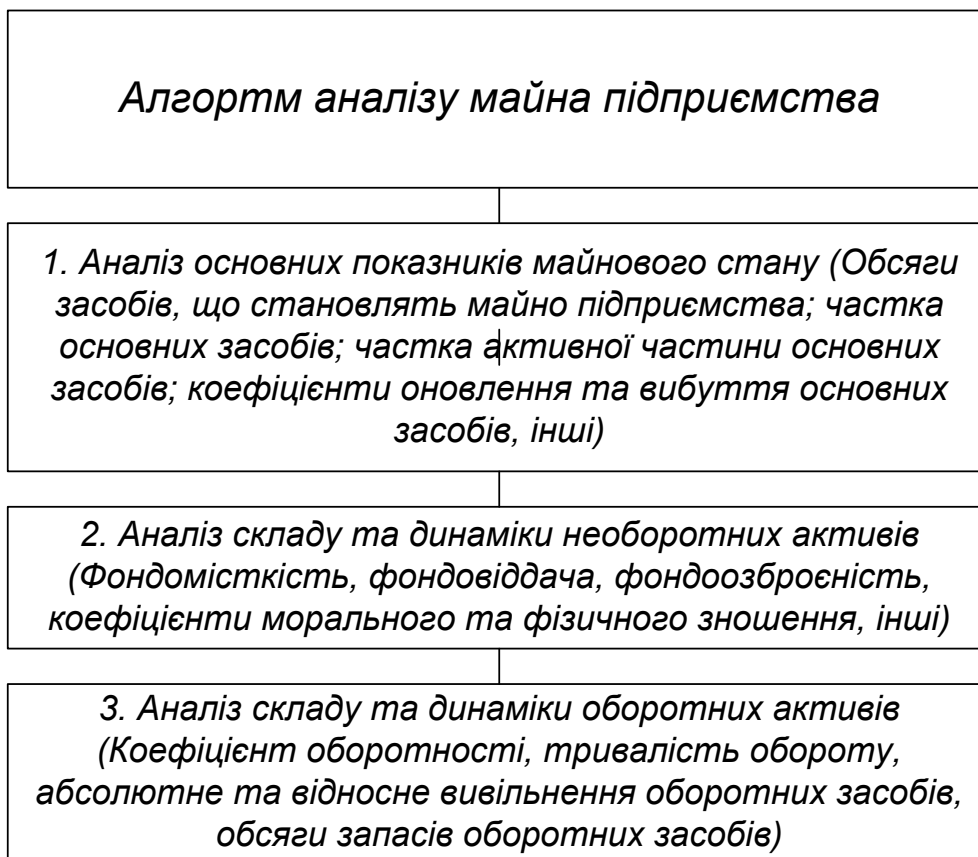 Алгортм аналізу майна підприємства
1. Аналіз основних показників майнового стану (Обсяги
засобів, що становлять майно підприємства; частка
основних засобів; частка активної частини основних
засобів; коефіцієнти оновлення та вибуття основних
засобів, інші)
2. Аналіз складу та динаміки необоротних активів
(Фондомісткість, фондовіддача, фондоозброєність,
коефіцієнти морального та фізичного зношення, інші)
3. Аналіз складу та динаміки оборотних активів
(Коефіцієнт оборотності, тривалість обороту,
абсолютне та відносне вивільнення оборотних засобів,
обсяги запасів оборотних засобів)